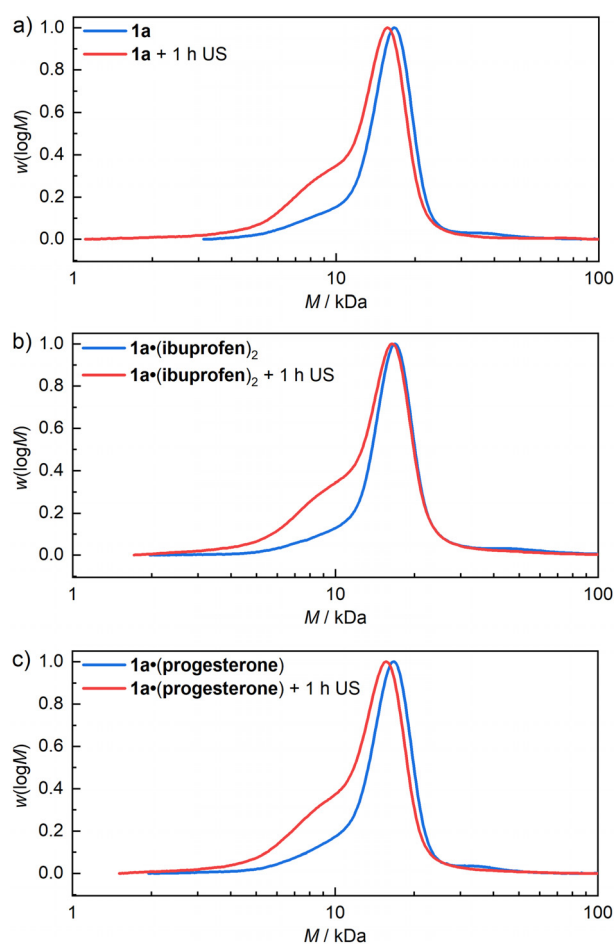 a)
1a
1a + 1 h US
1.0
0.8
0.6
0.4
0.2
0.0
w(logM)
1
10
100
M / kDa
b)
1a•(ibuprofen)2
1a•(ibuprofen)2 + 1 h US
1.0
0.8
0.6
0.4
0.2
0.0
w(logM)
1
10
100
M / kDa
c)
1a•(progesterone)
1a•(progesterone) + 1 h US
1.0
0.8
0.6
0.4
0.2
0.0
w(logM)
1
10
100
M / kDa